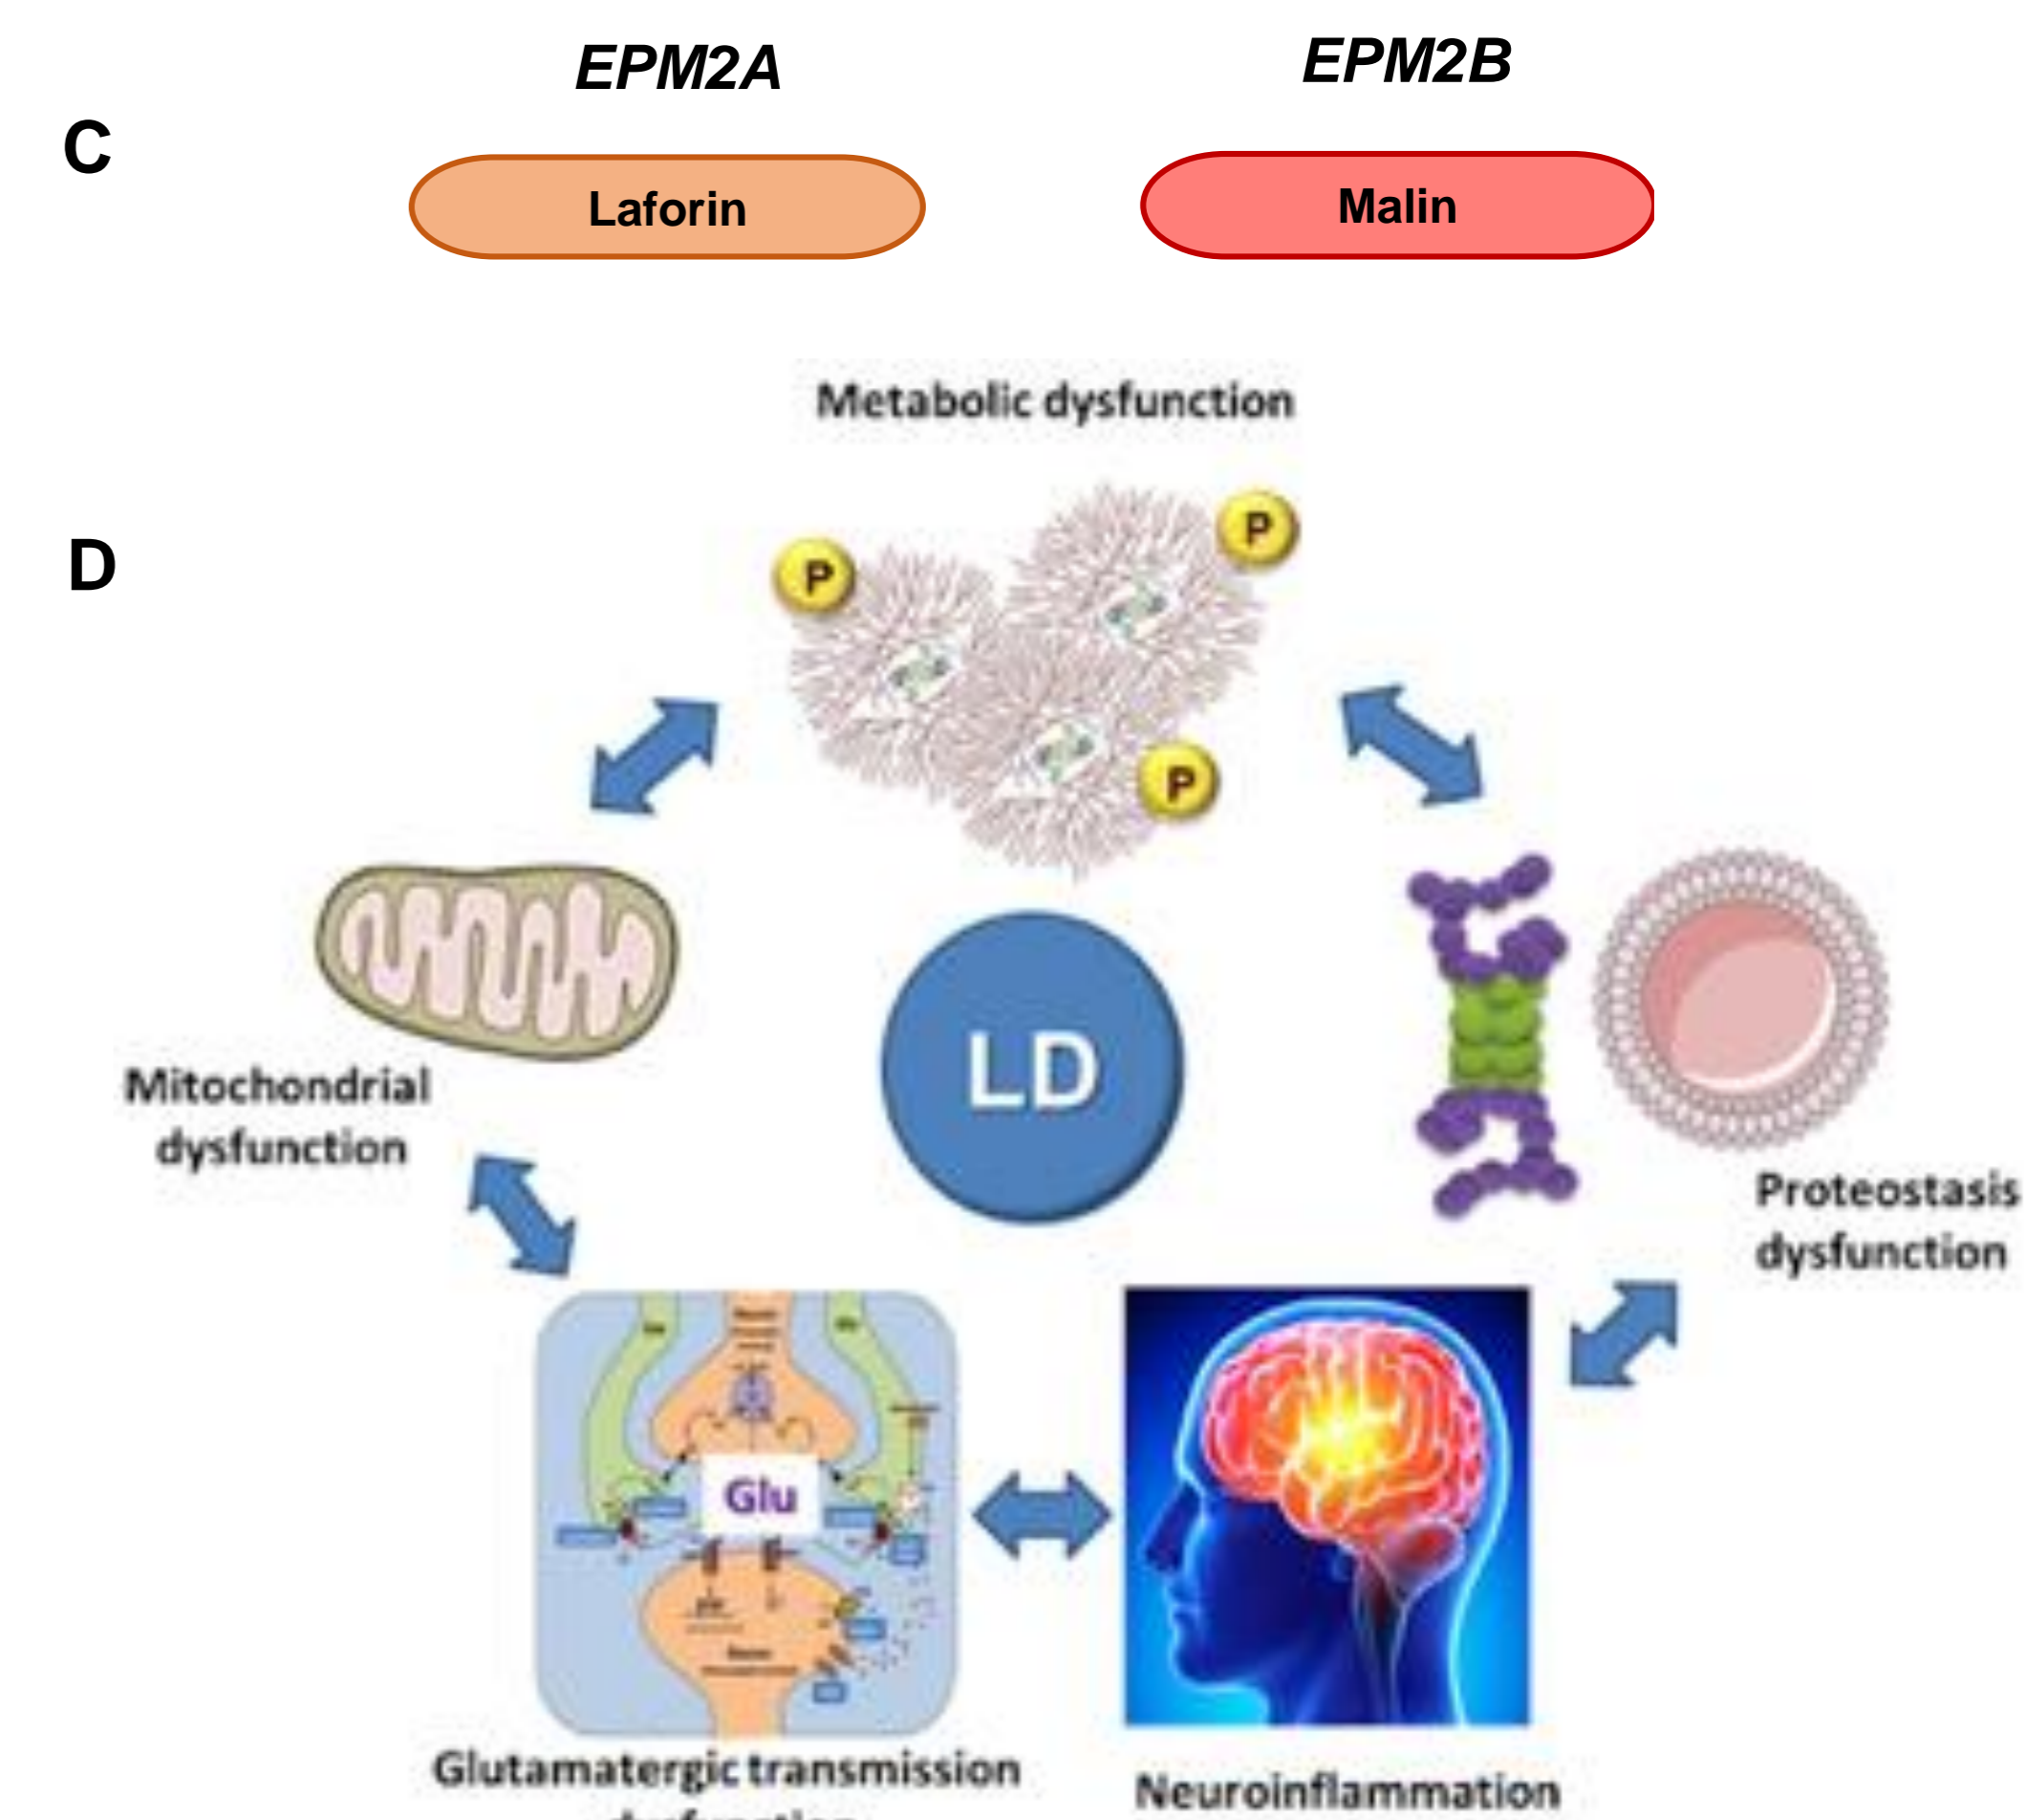 EPM2A
EPM2B
C
Laforin
Malin
Metabolic dysfunction
D
P
P
P
Mitochondrial
dysfunction
LD
Proteostasis
dysfunction
Glu
Glutamatergic transmission
Neuroinflammation